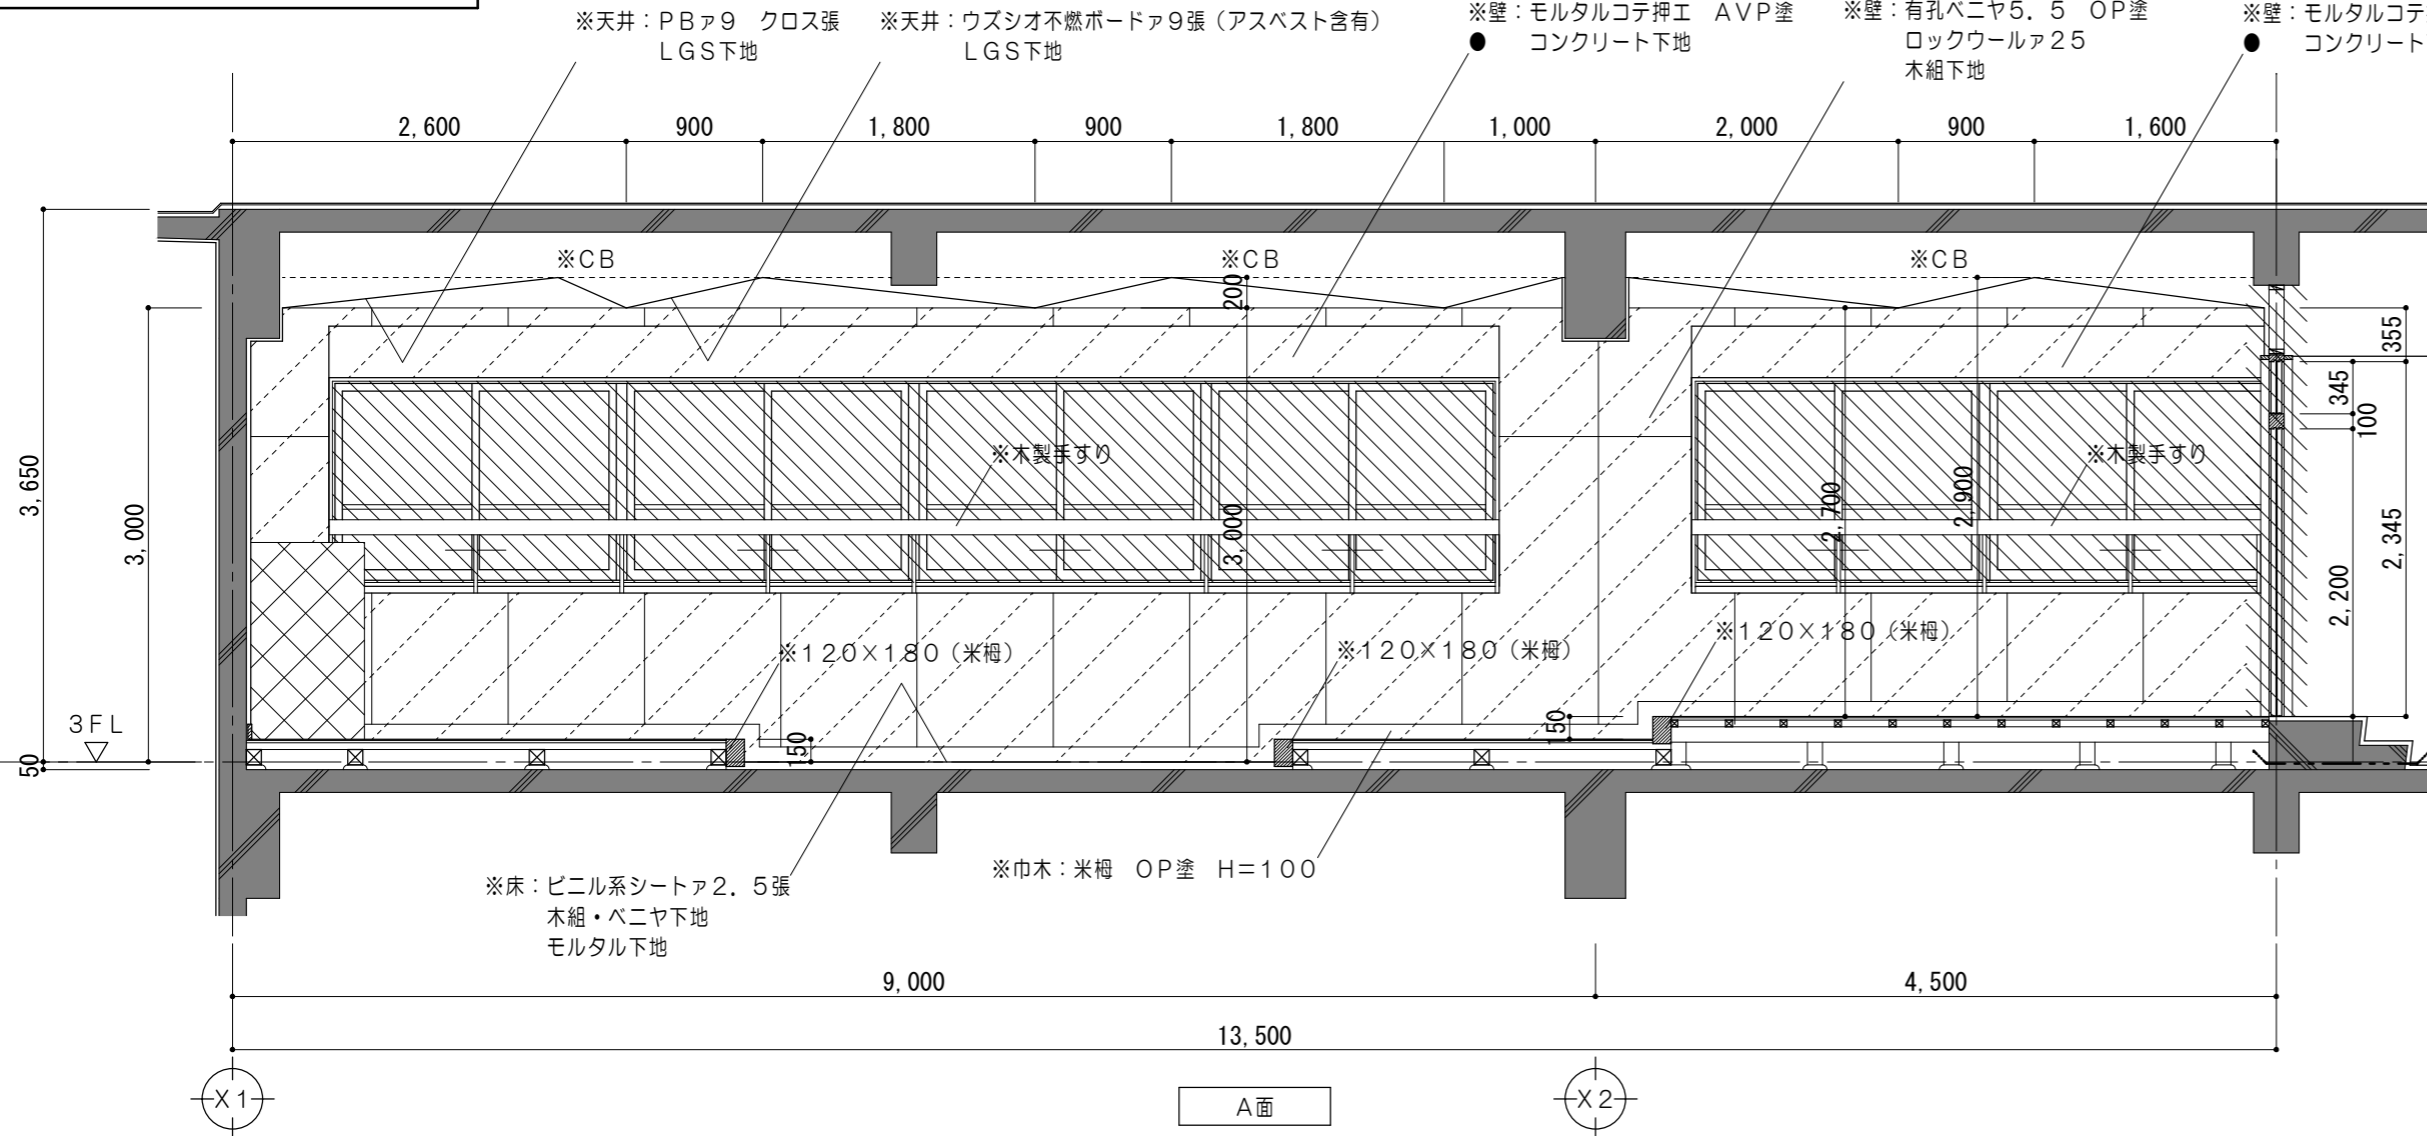 ※天井：PBァ9　クロス張
LGS下地
※天井：ウズシオ不燃ボードァ9張（アスベスト含有）
LGS下地
※壁：モルタルコテ押エ　AVP塗
●　コンクリート下地
※壁：有孔ベニヤ5．5　OP塗
ロックウールァ25
木組下地
※壁：モルタルコテ
●　コンクリート
2,600
900
1,800
900
1,800
1,000
2,000
900
1,600
※CB
※CB
※CB
200
355
345
100
※木製手すり
※木製手すり
3,650
3,000
3,000
2,700
2,900
2,345
2,200
※120×180（米栂）
※120×180（米栂）
※120×180（米栂）
3FL
50
150
150
※床：ビニル系シートァ2．5張
木組・ベニヤ下地
モルタル下地
※巾木：米栂　OP塗　H＝100
9,000
4,500
13,500
X1
A面
X2